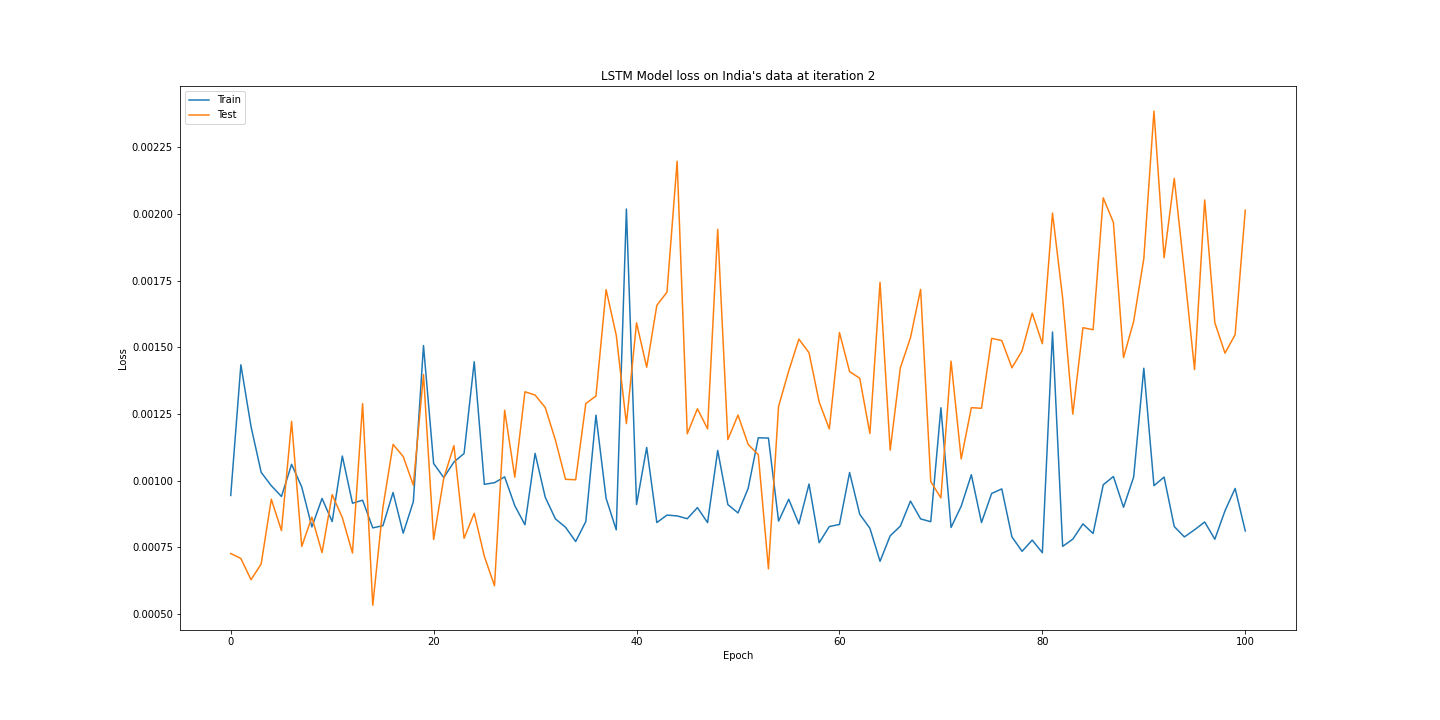 LSTM Model loss on India's data at iteration 2
Train
Test
0.00225
0.00200
0.00175
0.00150
0.00125
0.00100
0.00075
0.00050
Loss
0 20 40 60 80 100
Epoch